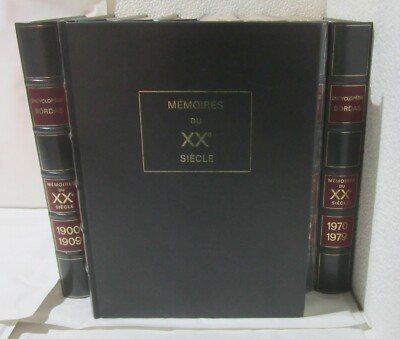 ENCYCLOPÉDIE
BORDAS
MÉMOIRES
DU
XXe
SIÈCLE
1900
1909
MÉMOIRES
DU
XXe
SIÈCLE
ENCYCLOPÉDIE
BORDAS
MÉMOIRES
DU
XXe
SIÈCLE
1970
1979